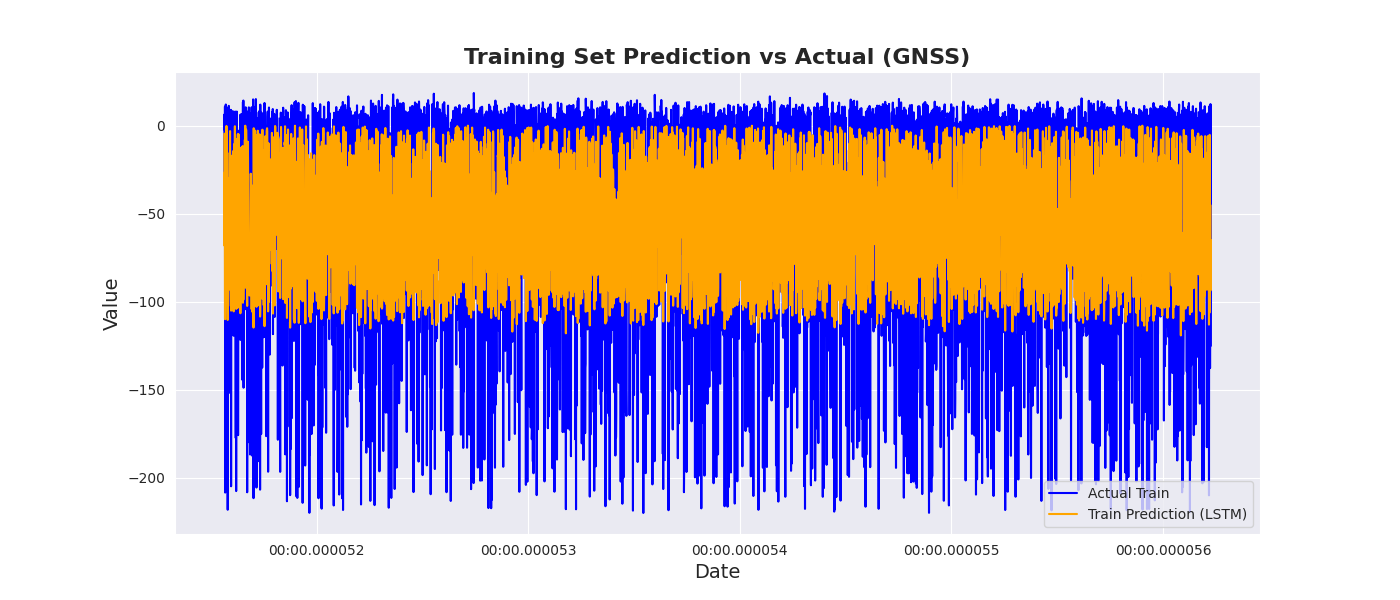 Training Set Prediction vs Actual (GNSS)
Value
0
−50
−100
−150
−200
00:00.000052
00:00.000053
00:00.000054
00:00.000055
00:00.000056
Date
Actual Train
Train Prediction (LSTM)